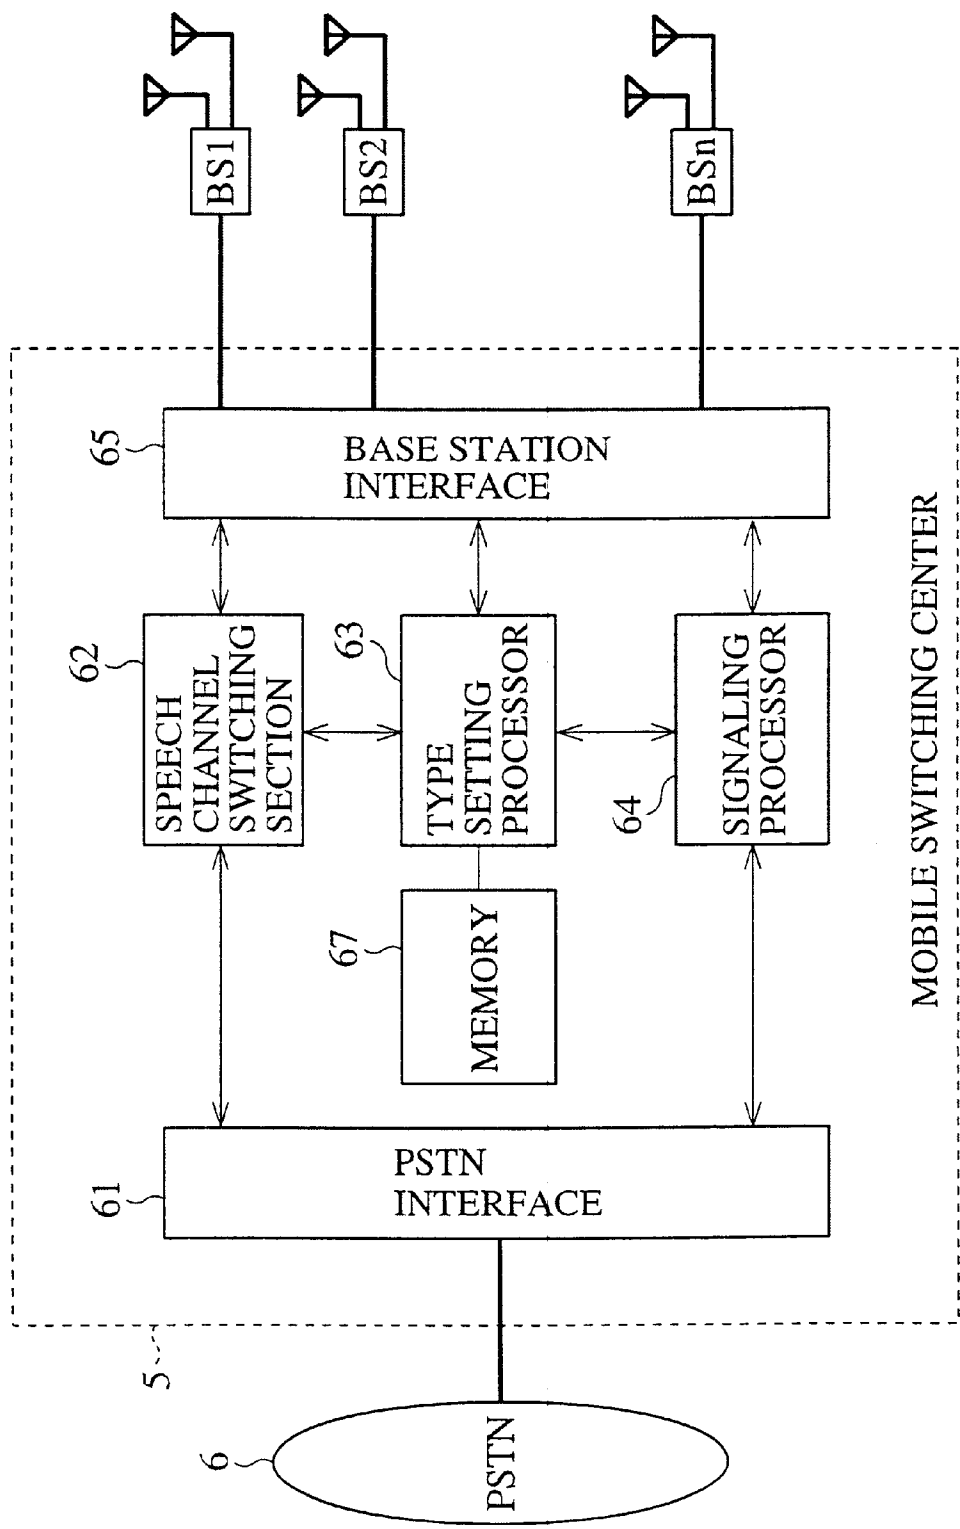 6
PSTN
5
61
PSTN
INTERFACE
62
SPEECH
CHANNEL
SWITCHING
SECTION
67
MEMORY
63
TYPE
SETTING
PROCESSOR
64
SIGNALING
PROCESSOR
65
BASE STATION
INTERFACE
BS1
BS2
BSn
MOBILE SWITCHING CENTER